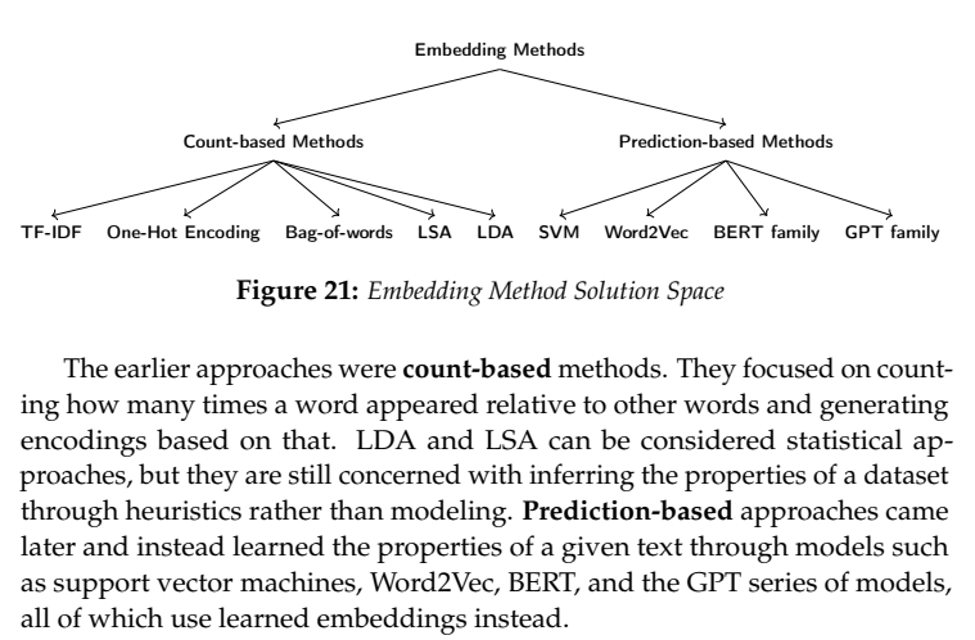 Embedding Methods
Count-based Methods Prediction-based Methods
TF-IDF One-Hot Encoding Bag-of-words LSA LDA SVM Word2Vec BERT family GPT family
Figure 21: Embedding Method Solution Space
The earlier approaches were count-based methods. They focused on count-
ing how many times a word appeared relative to other words and generating
encodings based on that. LDA and LSA can be considered statistical ap-
proaches, but they are still concerned with inferring the properties of a dataset
through heuristics rather than modeling. Prediction-based approaches came
later and instead learned the properties of a given text through models such
as support vector machines, Word2Vec, BERT, and the GPT series of models,
all of which use learned embeddings instead.